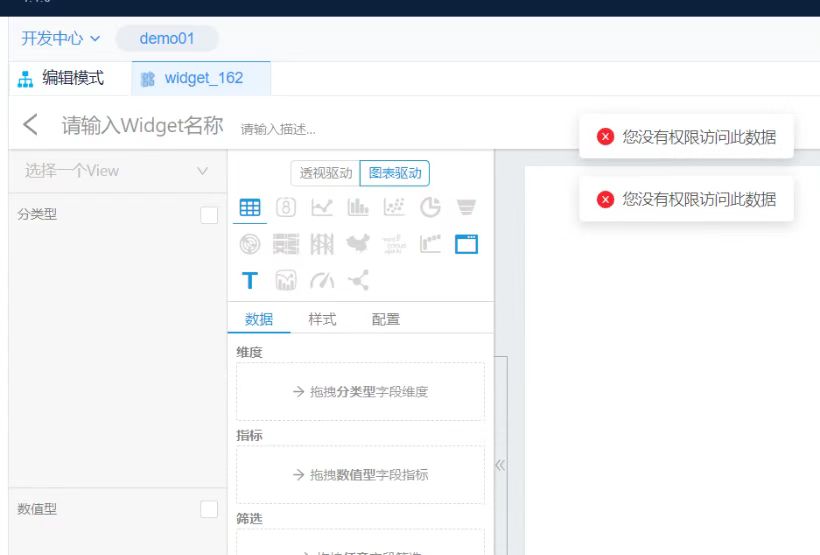 开发中心
demo01
编辑模式
widget_162
请输入Widget名称
请输入描述...
您没有权限访问此数据
您没有权限访问此数据
选择一个View
分类型
数值型
透视驱动
图表驱动
T
数据
样式
配置
维度
拖拽分类型字段维度
指标
拖拽数值型字段指标
筛选